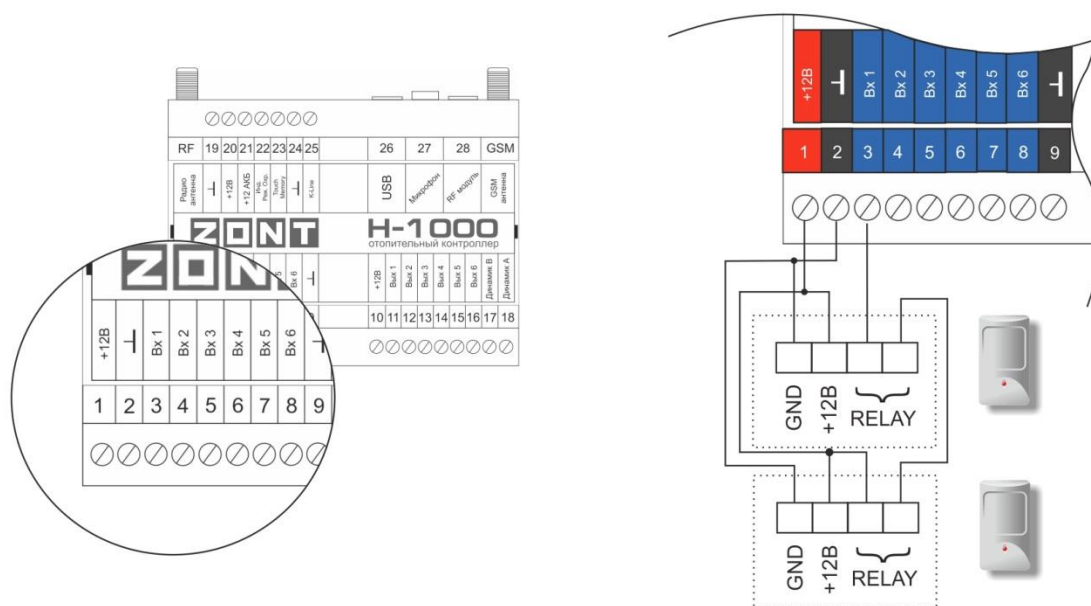 RF 19 20 21 22 23 24 25 26 27 28 GSM
Радио антенна
+12В
+12 АКБ
Инд. Реж. Охр.
Touch Memory
K-Line
USB
Микрофон
RF модуль
GSM антенна
ZONT
H-1000
отопительный контроллер
Вх 6
+12В
Вых 1
Вых 2
Вых 3
Вых 4
Вых 5
Вых 6
Динамик B
Динамик A
10 11 12 13 14 15 16 17 18
ZONT
+12В
Вх 1
Вх 2
Вх 3
Вх 4
Вх 5
Вх 6
1 2 3 4 5 6 7 8 9
+12В
Вх 1
Вх 2
Вх 3
Вх 4
Вх 5
Вх 6
1 2 3 4 5 6 7 8 9
GND
+12В
RELAY
GND
+12В
RELAY